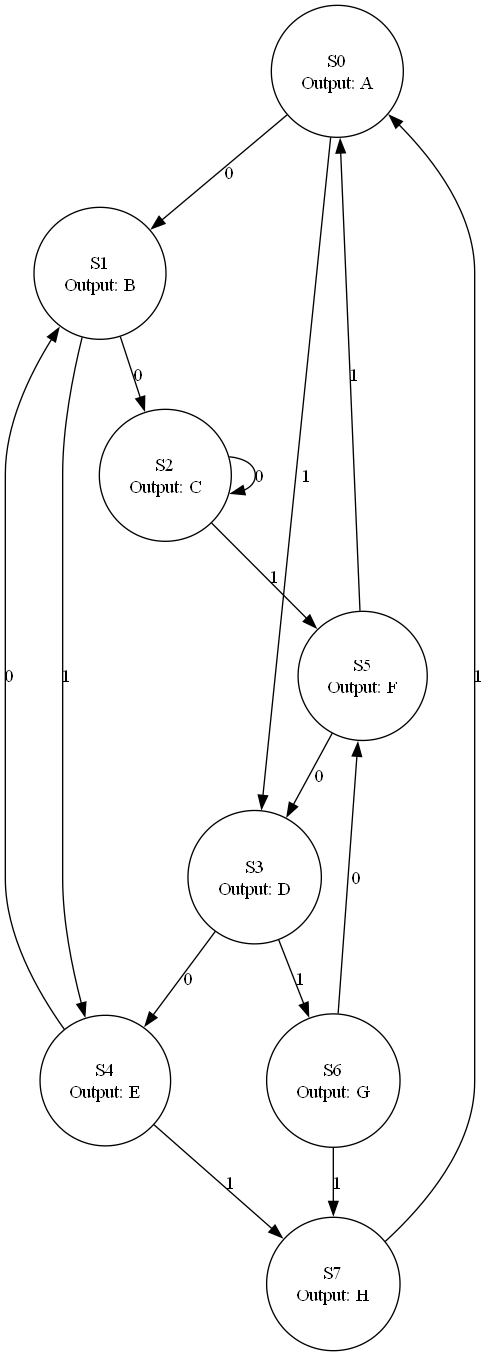 S0
Output: A
0
S1
Output: B
0
1
S2
Output: C
0
1
1
S5
Output: F
0
1
0
S3
Output: D
0
0
1
S4
Output: E
S6
Output: G
1
1
1
S7
Output: H